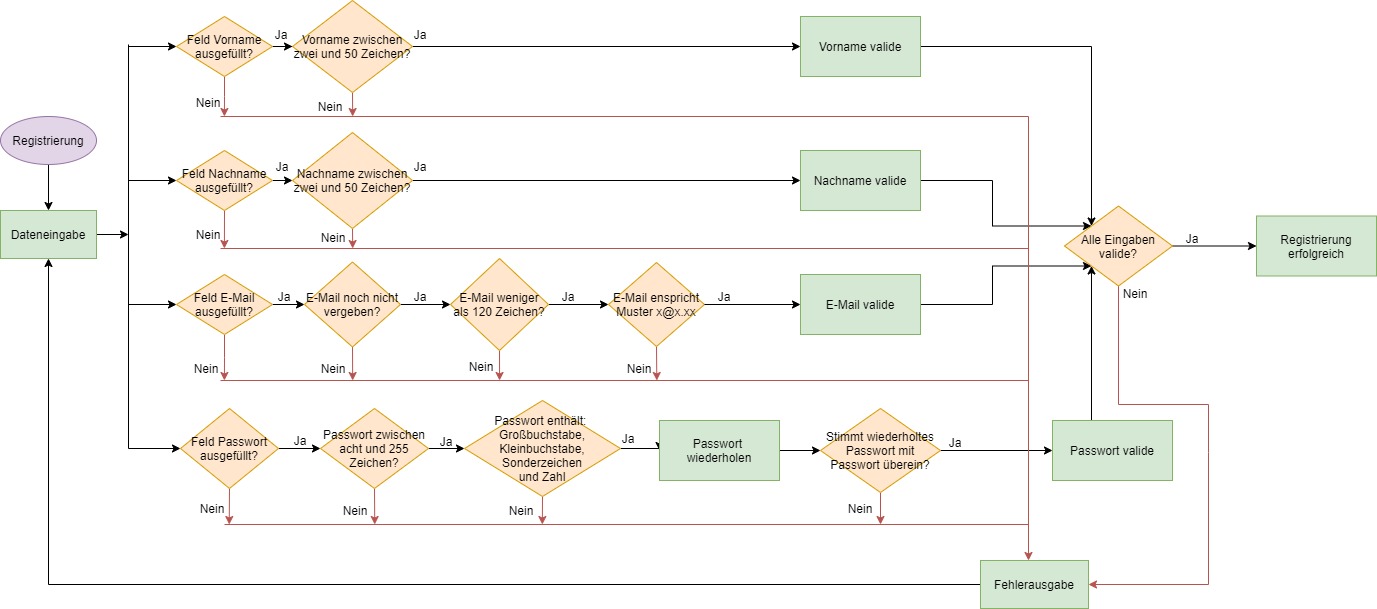 Feld Vorname
ausgefüllt?
Ja
Vorname zwischen
zwei und 50 Zeichen?
Ja
Vorname valide
Nein
Nein
Registrierung
Dateneingabe
Feld Nachname
ausgefüllt?
Ja
Nachname zwischen
zwei und 50 Zeichen?
Ja
Nachname valide
Nein
Nein
Alle Eingaben
valide?
Ja
Registrierung
erfolgreich
Nein
Feld E-Mail
ausgefüllt?
Ja
E-Mail noch nicht
vergeben?
Ja
E-Mail weniger
als 120 Zeichen?
Ja
E-Mail enspricht
Muster x@x.xx
Ja
E-Mail valide
Nein
Nein
Nein
Nein
Feld Passwort
ausgefüllt?
Ja
Passwort zwischen
acht und 255
Zeichen?
Ja
Passwort enthält:
Großbuchstabe,
Kleinbuchstabe,
Sonderzeichen
und Zahl
Ja
Passwort
wiederholen
Stimmt wiederholtes
Passwort mit
Passwort überein?
Ja
Passwort valide
Nein
Nein
Nein
Nein
Fehlerausgabe